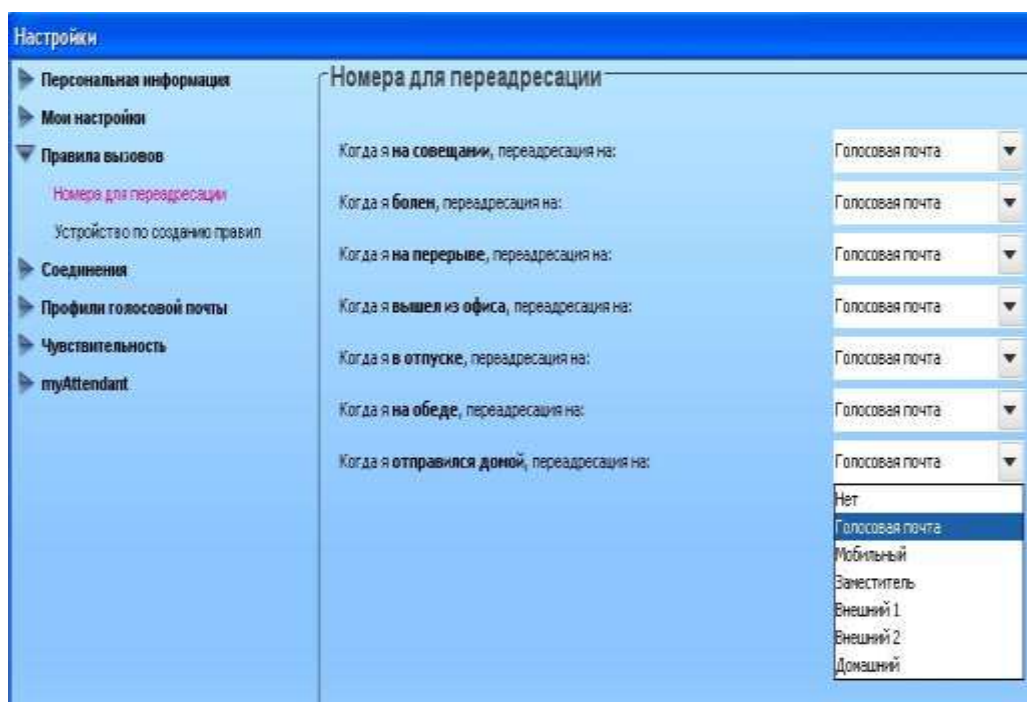 Настройки
Персональная информация
Мои настройки
Правила вызовов
Номера для переадресации
Устройство по созданию правил
Соединения
Профили голосовой почты
Чувствительность
myAttendant
Номера для переадресации
Когда я на совещании, переадресация на: Голосовая почта
Когда я болен, переадресация на: Голосовая почта
Когда я на перерыве, переадресация на: Голосовая почта
Когда я вышел из офиса, переадресация на: Голосовая почта
Когда я в отпуске, переадресация на: Голосовая почта
Когда я на обеде, переадресация на: Голосовая почта
Когда я отправился домой, переадресация на: Голосовая почта
Нет
Голосовая почта
Мобильный
Заместитель
Внешний 1
Внешний 2
Домашний